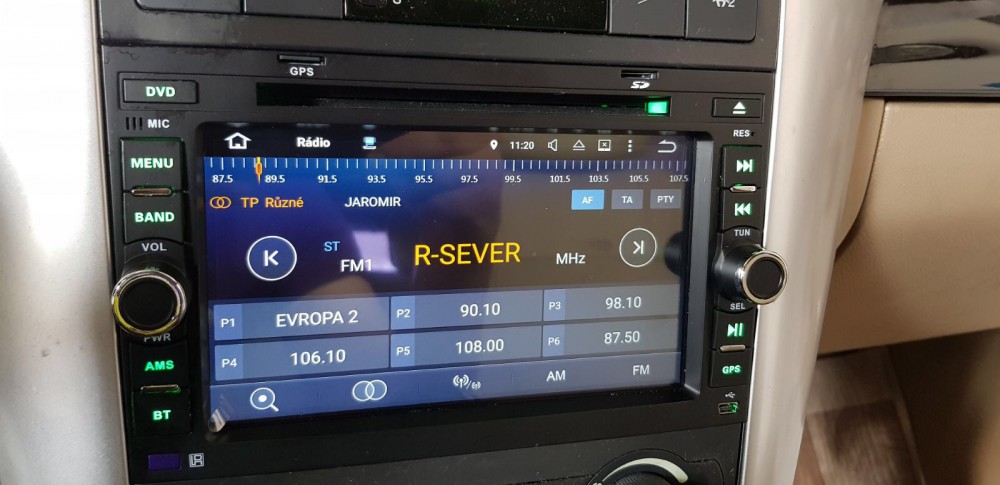 GPS
SD
DVD
MIC
RES
MENU
BAND
VOL
PWR
AMS
BT
Rádio
11:20
87.5 89.5 91.5 93.5 95.5 97.5 99.5 101.5 103.5 105.5 107.5
TP Různé JAROMIR AF TA PTY
ST
FM1 R-SEVER MHz
P1 EVROPA 2 P2 90.10 P3 98.10
P4 106.10 P5 108.00 P6 87.50
AM FM
TUN
SEL
GPS